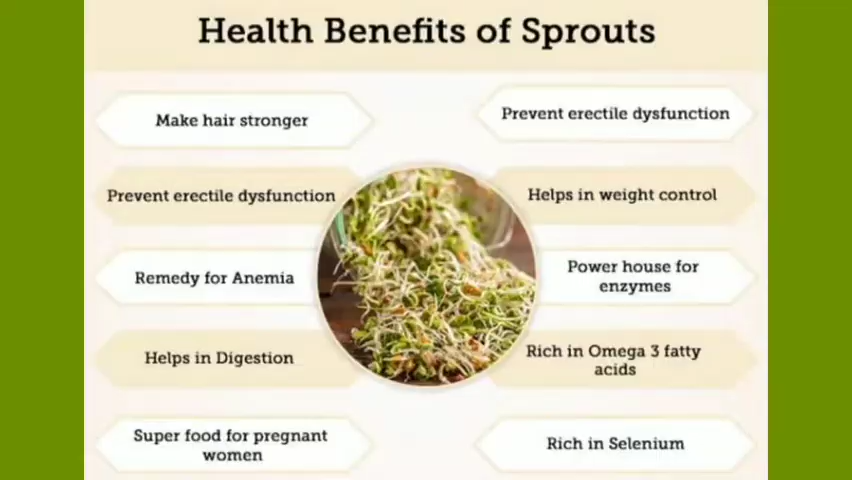 Health Benefits of Sprouts
Make hair stronger
Prevent erectile dysfunction
Prevent erectile dysfunction
Helps in weight control
Remedy for Anemia
Power house for
enzymes
Helps in Digestion
Rich in Omega 3 fatty
acids
Super food for pregnant
women
Rich in Selenium